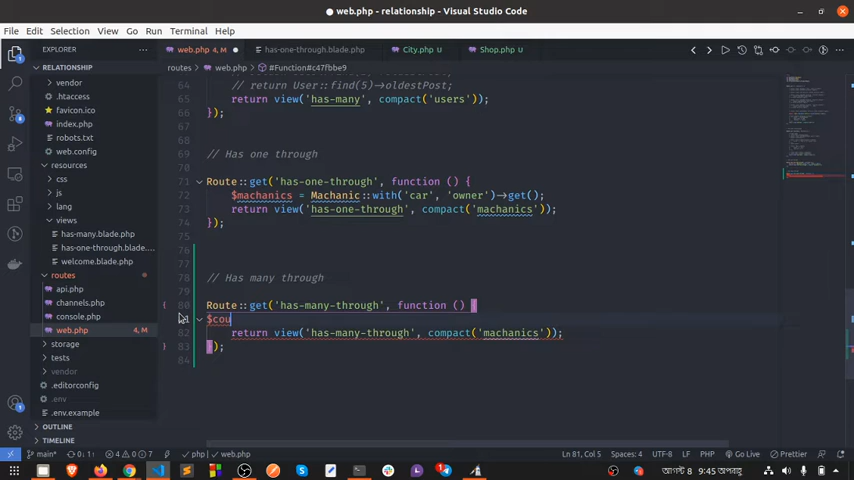 web.php - relationship - Visual Studio Code
File Edit Selection View Go Run Terminal Help
EXPLORER
web.php 4, M
has-one-through.blade.php
City.php U
Shop.php U
RELATIONSHIP
routes > web.php > #Function#c47fbbe9
vendor
.htaccess
favicon.ico
index.php
robots.txt
web.config
resources
css
js
lang
views
has-many.blade.php
has-one-through.blade....
welcome.blade.php
routes
api.php
channels.php
console.php
web.php 4, M
storage
tests
vendor
.editorconfig
.env
.env.example
OUTLINE
TIMELINE
64 // return User::find(5)->oldestPost;
65 return view('has-many', compact('users'));
66 });
67
68
69 // Has one through
70
71 Route::get('has-one-through', function () {
72 $machanics = Machanic::with('car', 'owner')->get();
73 return view('has-one-through', compact('machanics'));
74 });
75
76
77
78 // Has many through
79
80 Route::get('has-many-through', function () {
81 $cou
82 return view('has-many-through', compact('machanics'));
83 });
84
main* 4 7 php web.php Ln 81, Col 5 Spaces: 4 UTF-8 LF PHP Go Live Prettier
আগস্ট 8 9:45 অপরাহ্ণ